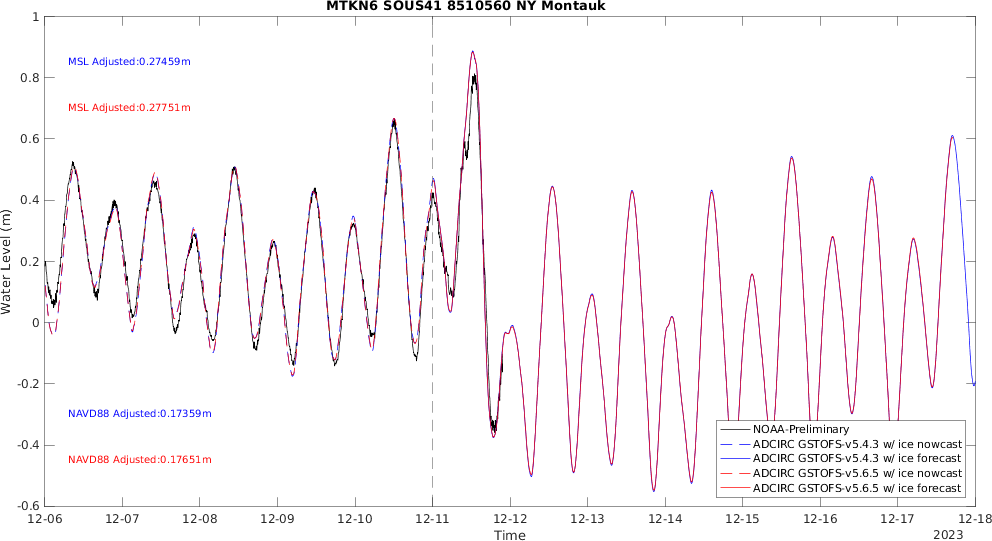 MTKN6 SOUS41 8510560 NY Montauk
1
0.8
0.6
0.4
0.2
0
-0.2
-0.4
-0.6
Water Level (m)
MSL Adjusted:0.27459m
MSL Adjusted:0.27751m
NAVD88 Adjusted:0.17359m
NAVD88 Adjusted:0.17651m
NOAA-Preliminary
ADCIRC GSTOFS-v5.4.3 w/ ice nowcast
ADCIRC GSTOFS-v5.4.3 w/ ice forecast
ADCIRC GSTOFS-v5.6.5 w/ ice nowcast
ADCIRC GSTOFS-v5.6.5 w/ ice forecast
12-06 12-07 12-08 12-09 12-10 12-11 12-12 12-13 12-14 12-15 12-16 12-17 12-18
Time
2023